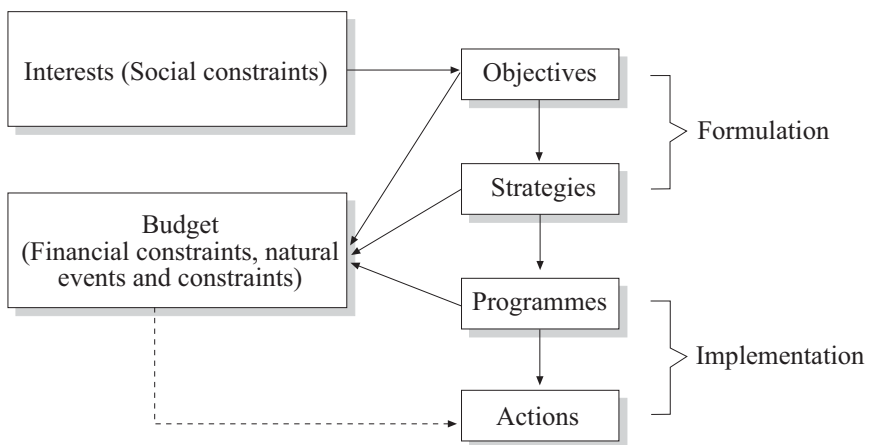 Interests (Social constraints)
Objectives
Formulation
Strategies
Budget
(Financial constraints, natural
events and constraints)
Programmes
Implementation
Actions